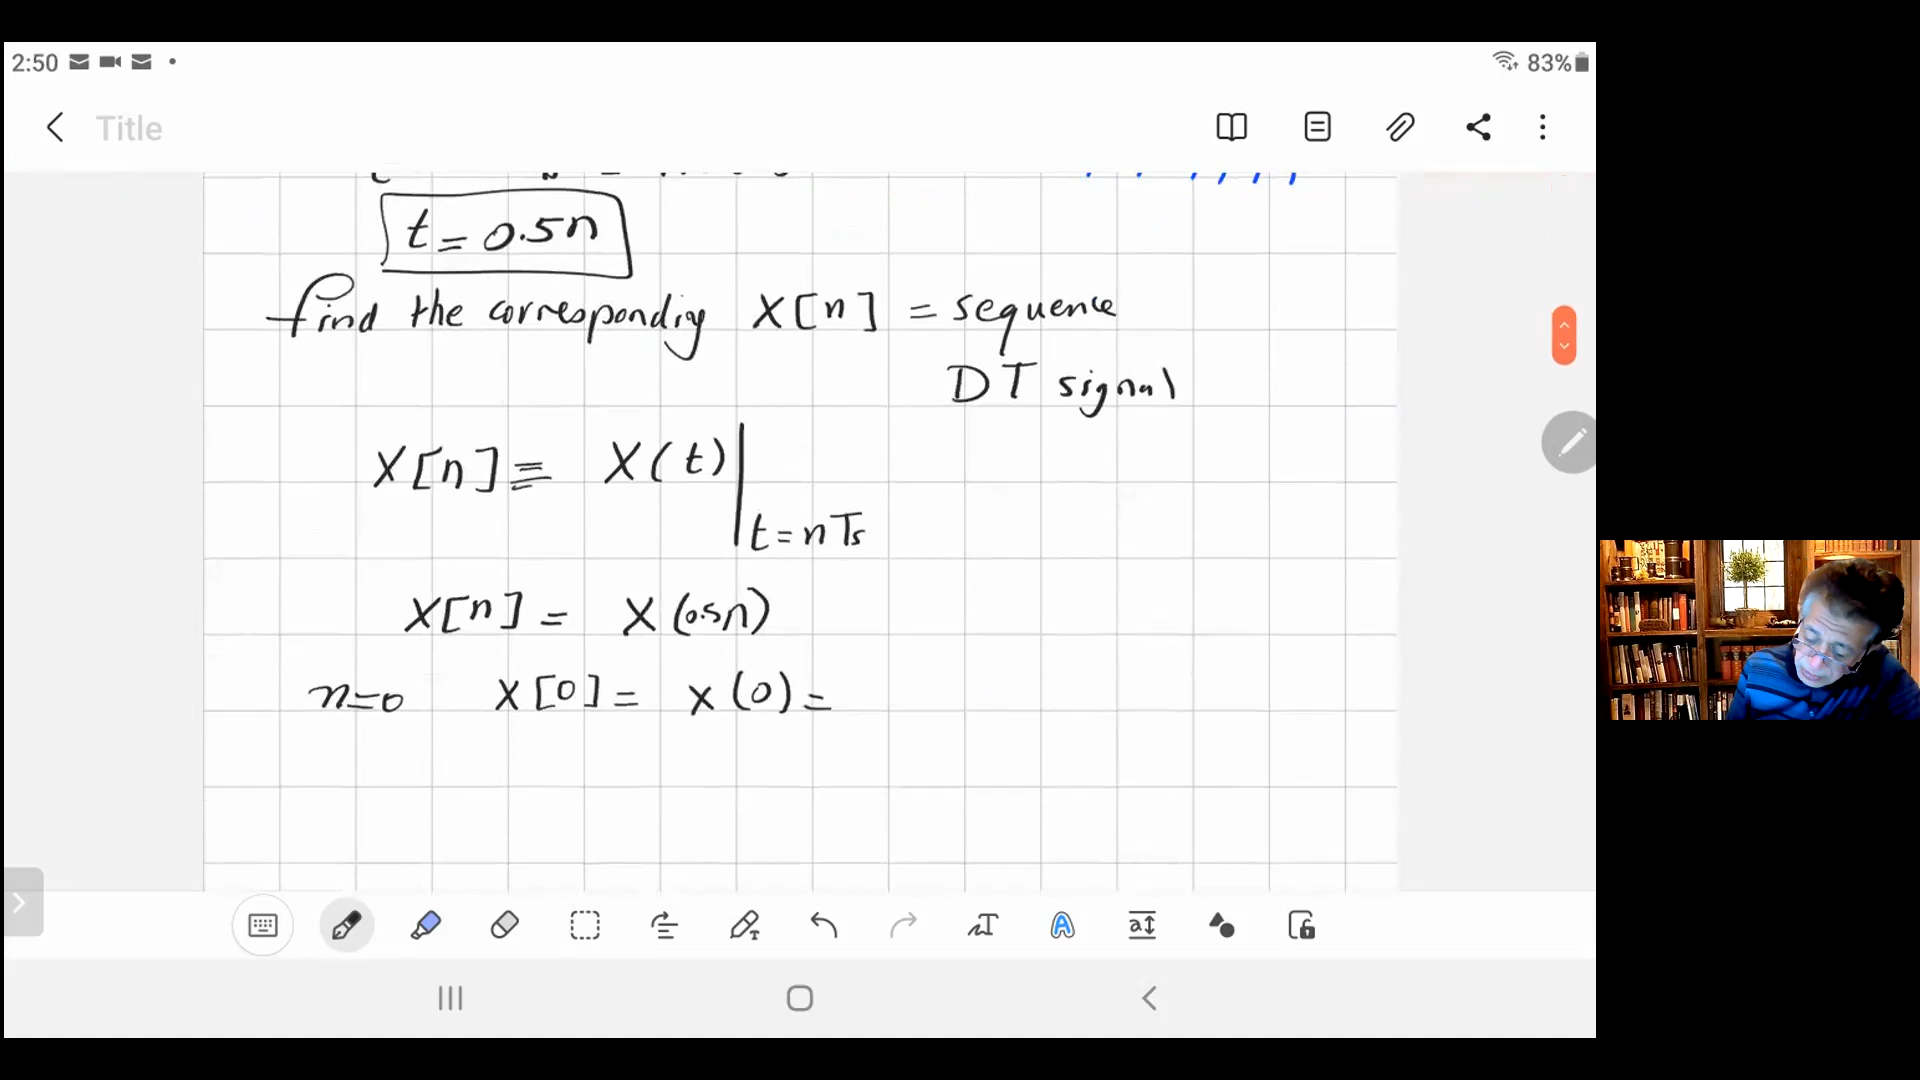 2:50
83%
Title
t = 0.5n
find the corresponding X[n] = sequence
DT signal
X[n] ≡ X(t)|
t = nTs
X[n] = X(0.5n)
n=0 X[0] = X(0) =